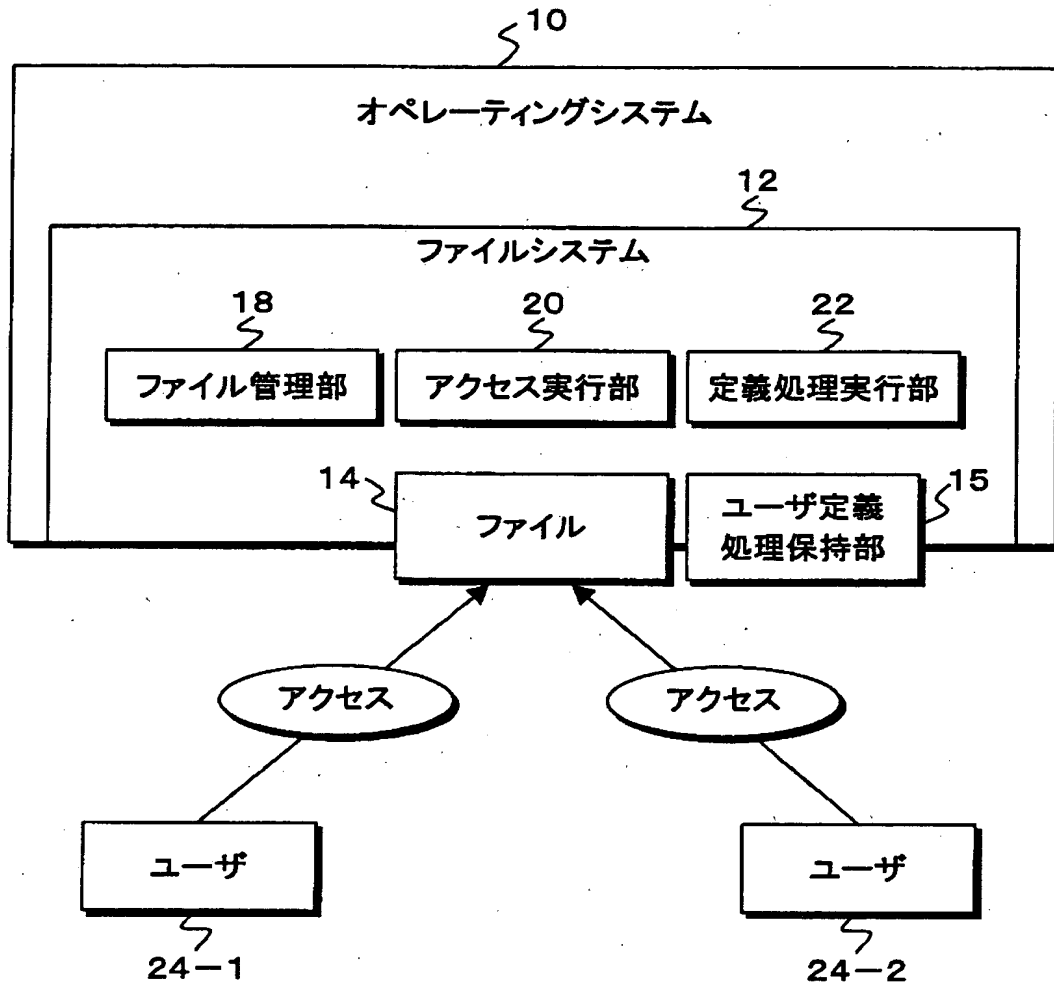 10
オペレーティングシステム
12
ファイルシステム
18
20
22
ファイル管理部
アクセス実行部
定義処理実行部
14
ファイル
ユーザ定義
処理保持部
15
アクセス
アクセス
ユーザ
ユーザ
24-1
24-2